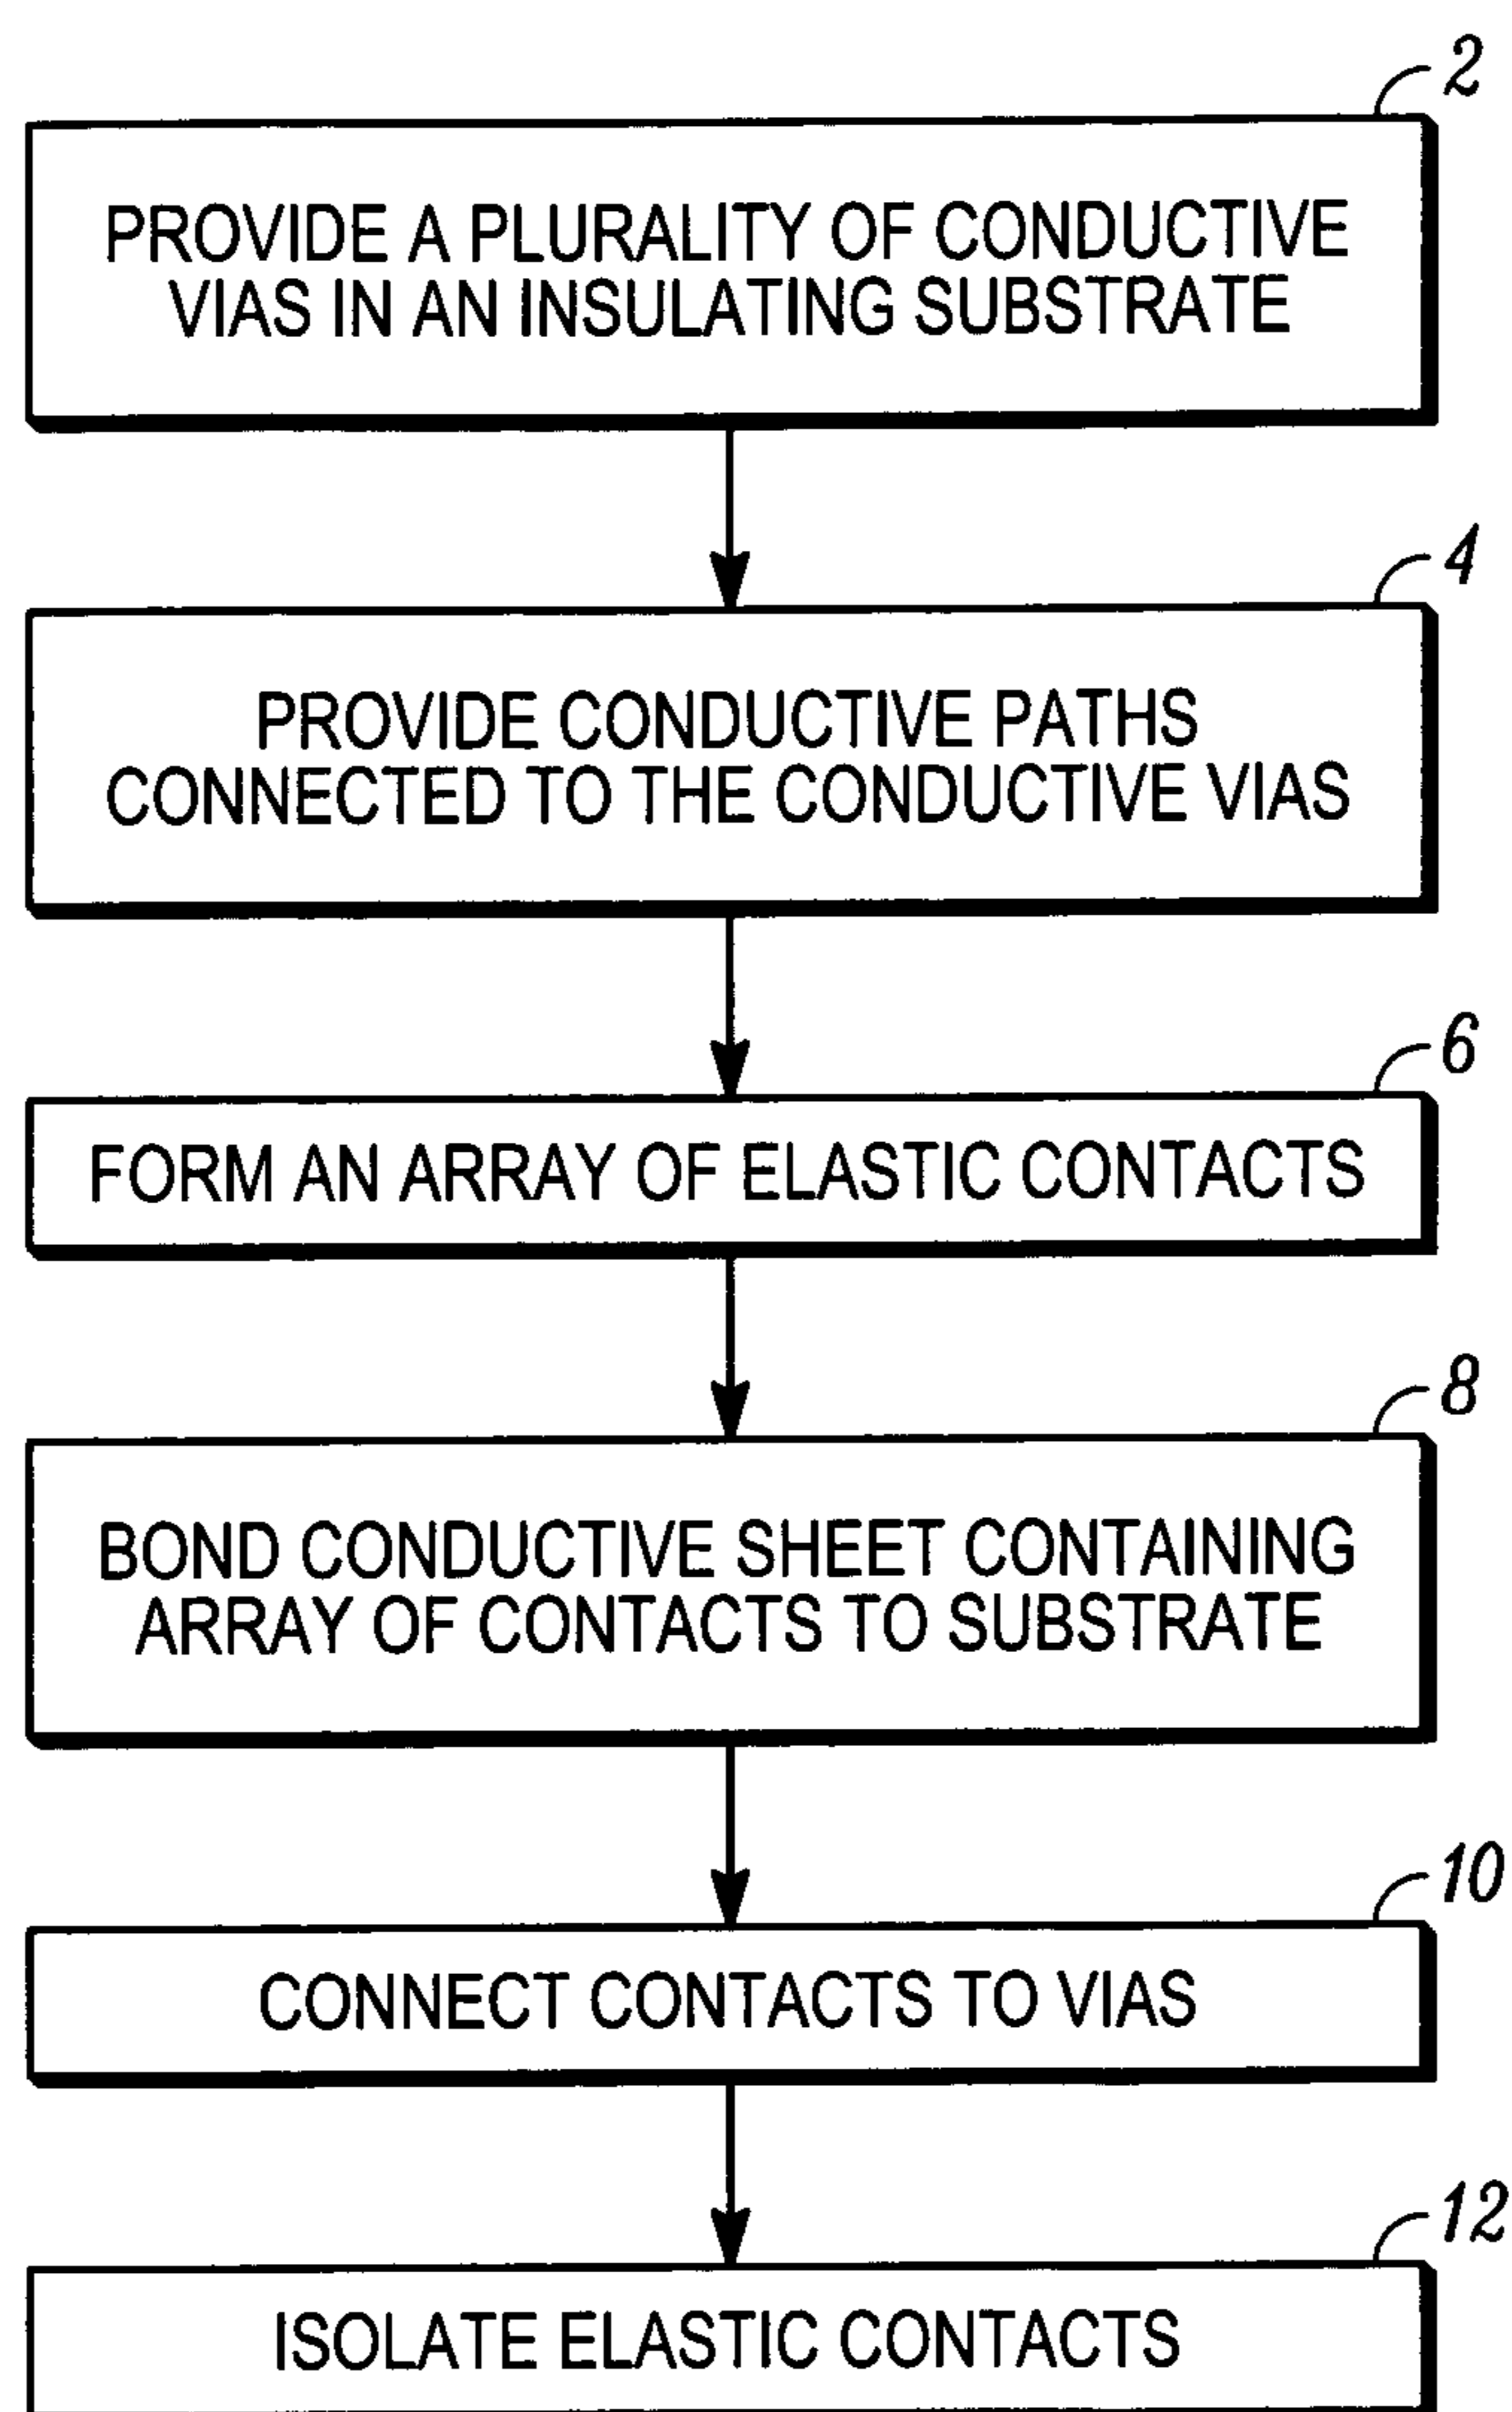 2
PROVIDE A PLURALITY OF CONDUCTIVE
VIAS IN AN INSULATING SUBSTRATE
4
PROVIDE CONDUCTIVE PATHS
CONNECTED TO THE CONDUCTIVE VIAS
6
FORM AN ARRAY OF ELASTIC CONTACTS
8
BOND CONDUCTIVE SHEET CONTAINING
ARRAY OF CONTACTS TO SUBSTRATE
10
CONNECT CONTACTS TO VIAS
12
ISOLATE ELASTIC CONTACTS